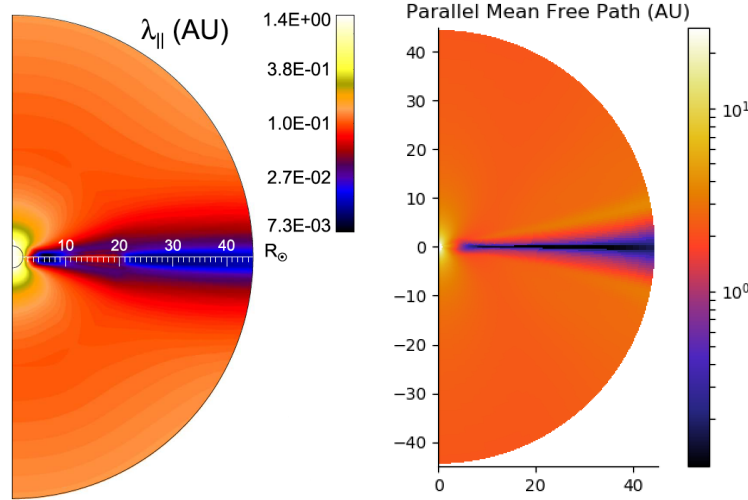 λ|| (AU)
1.4E+00
3.8E-01
1.0E-01
2.7E-02
7.3E-03
10 20 30 40 R☉
Parallel Mean Free Path (AU)
40
30
20
10
0
−10
−20
−30
−40
0 20 40
10¹
10⁰